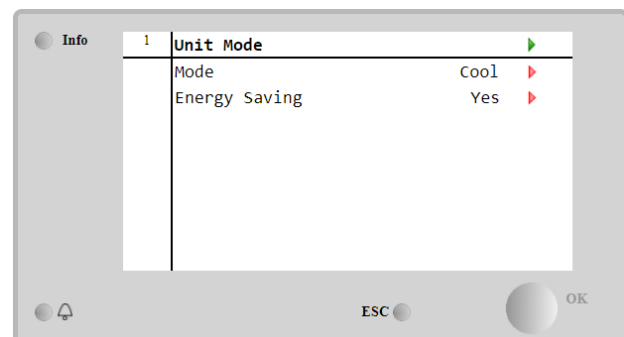 Info
1 Unit Mode
Mode Cool
Energy Saving Yes
ESC
OK